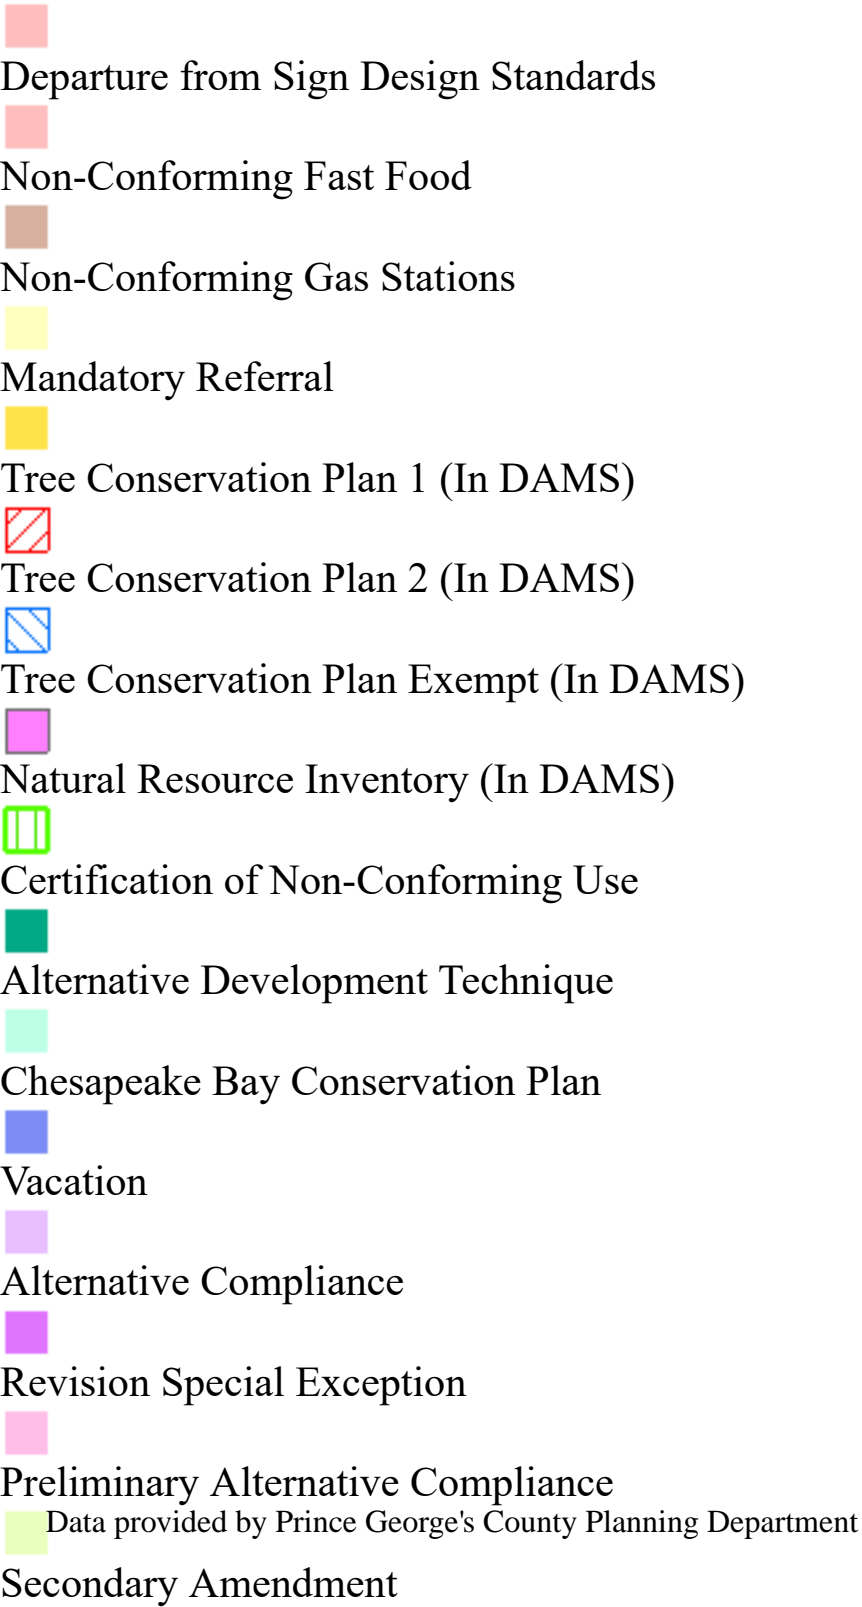 Departure from Sign Design Standards
Non-Conforming Fast Food
Non-Conforming Gas Stations
Mandatory Referral
Tree Conservation Plan 1 (In DAMS)
Tree Conservation Plan 2 (In DAMS)
Tree Conservation Plan Exempt (In DAMS)
Natural Resource Inventory (In DAMS)
Certification of Non-Conforming Use
Alternative Development Technique
Chesapeake Bay Conservation Plan
Vacation
Alternative Compliance
Revision Special Exception
Preliminary Alternative Compliance
Data provided by Prince George's County Planning Department
Secondary Amendment